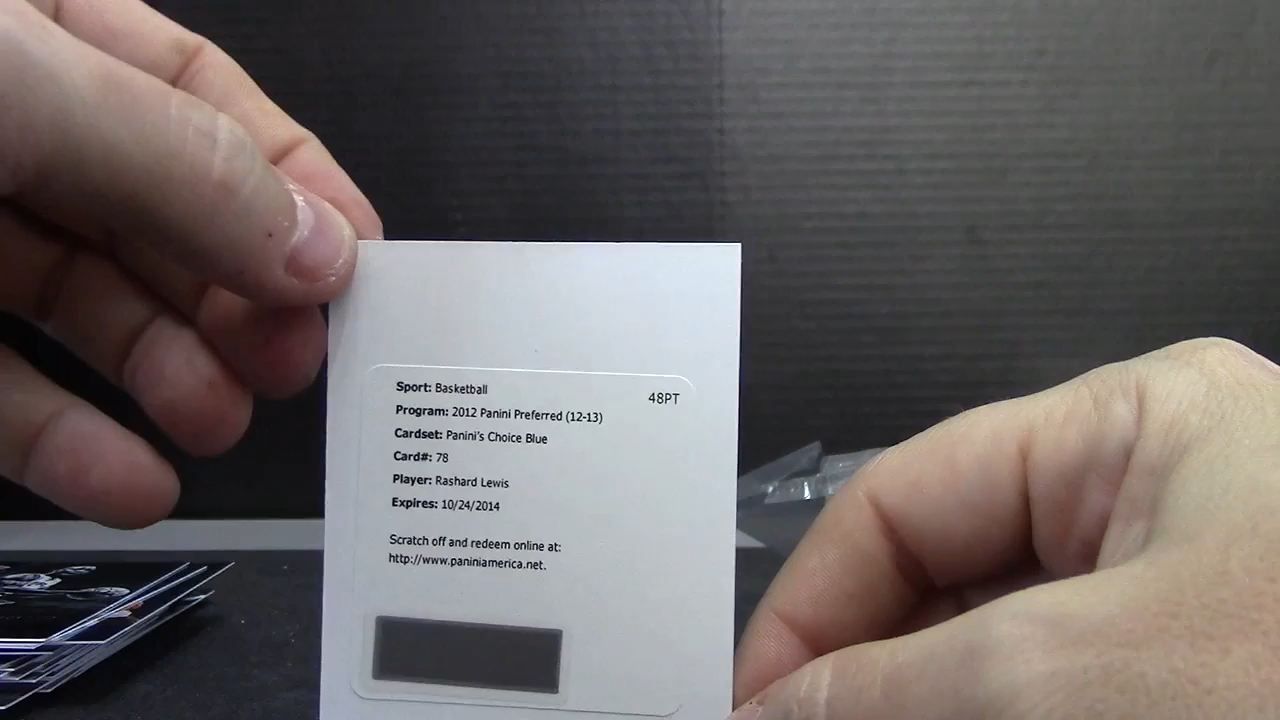 Sport: Basketball
48PT
Program: 2012 Panini Preferred (12-13)
Cardset: Panini's Choice Blue
Card#: 78
Player: Rashard Lewis
Expires: 10/24/2014
Scratch off and redeem online at:
http://www.paniniamerica.net.